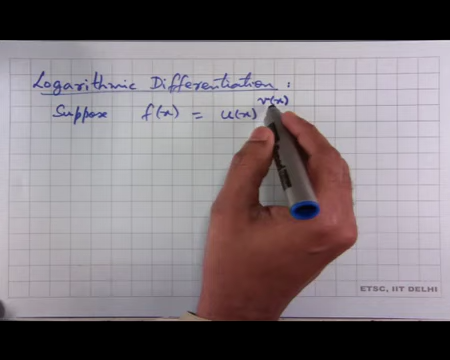 Logarithmic Differentiation :
Suppose f(x) = u(x)^v(x)
ETSC, IIT DELHI